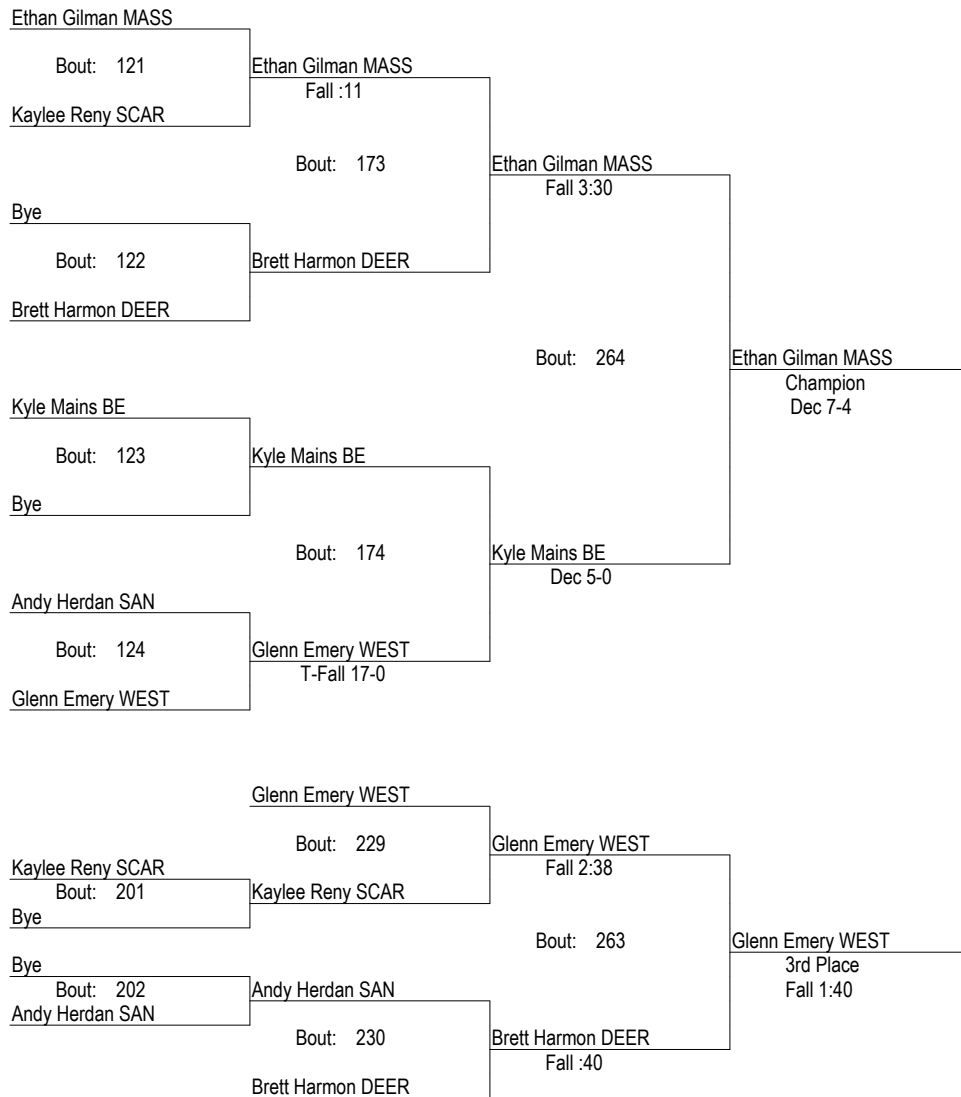 Ethan Gilman MASS
Bout: 121
Ethan Gilman MASS
Fall :11
Kaylee Reny SCAR
Bout: 173
Ethan Gilman MASS
Fall 3:30
Bye
Bout: 122
Brett Harmon DEER
Brett Harmon DEER
Bout: 264
Ethan Gilman MASS
Champion
Dec 7-4
Kyle Mains BE
Bout: 123
Kyle Mains BE
Bye
Bout: 174
Kyle Mains BE
Dec 5-0
Andy Herdan SAN
Bout: 124
Glenn Emery WEST
T-Fall 17-0
Glenn Emery WEST
Glenn Emery WEST
Bout: 229
Glenn Emery WEST
Fall 2:38
Kaylee Reny SCAR
Bout: 201
Kaylee Reny SCAR
Bye
Bout: 263
Glenn Emery WEST
3rd Place
Fall 1:40
Bye
Bout: 202
Andy Herdan SAN
Andy Herdan SAN
Bout: 230
Brett Harmon DEER
Fall :40
Brett Harmon DEER